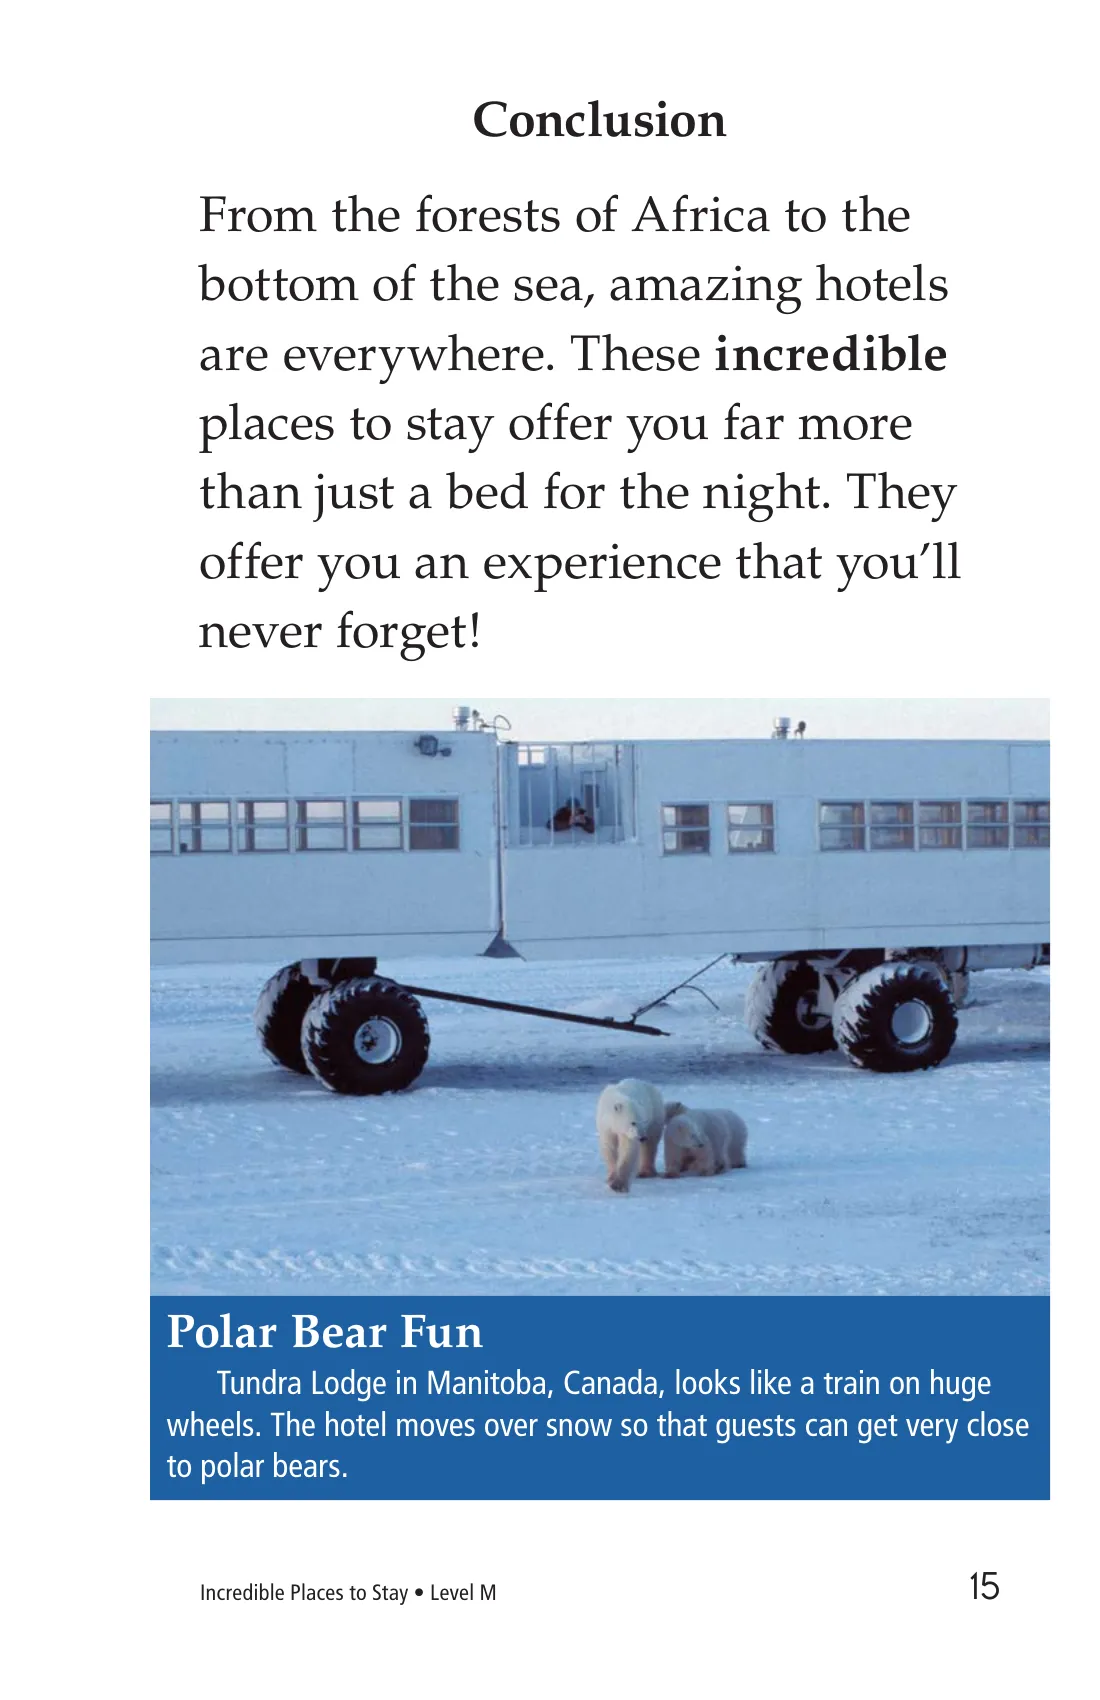 Conclusion
From the forests of Africa to the
bottom of the sea, amazing hotels
are everywhere. These incredible
places to stay offer you far more
than just a bed for the night. They
offer you an experience that you’ll
never forget!
Polar Bear Fun
Tundra Lodge in Manitoba, Canada, looks like a train on huge
wheels. The hotel moves over snow so that guests can get very close
to polar bears.
Incredible Places to Stay • Level M
15